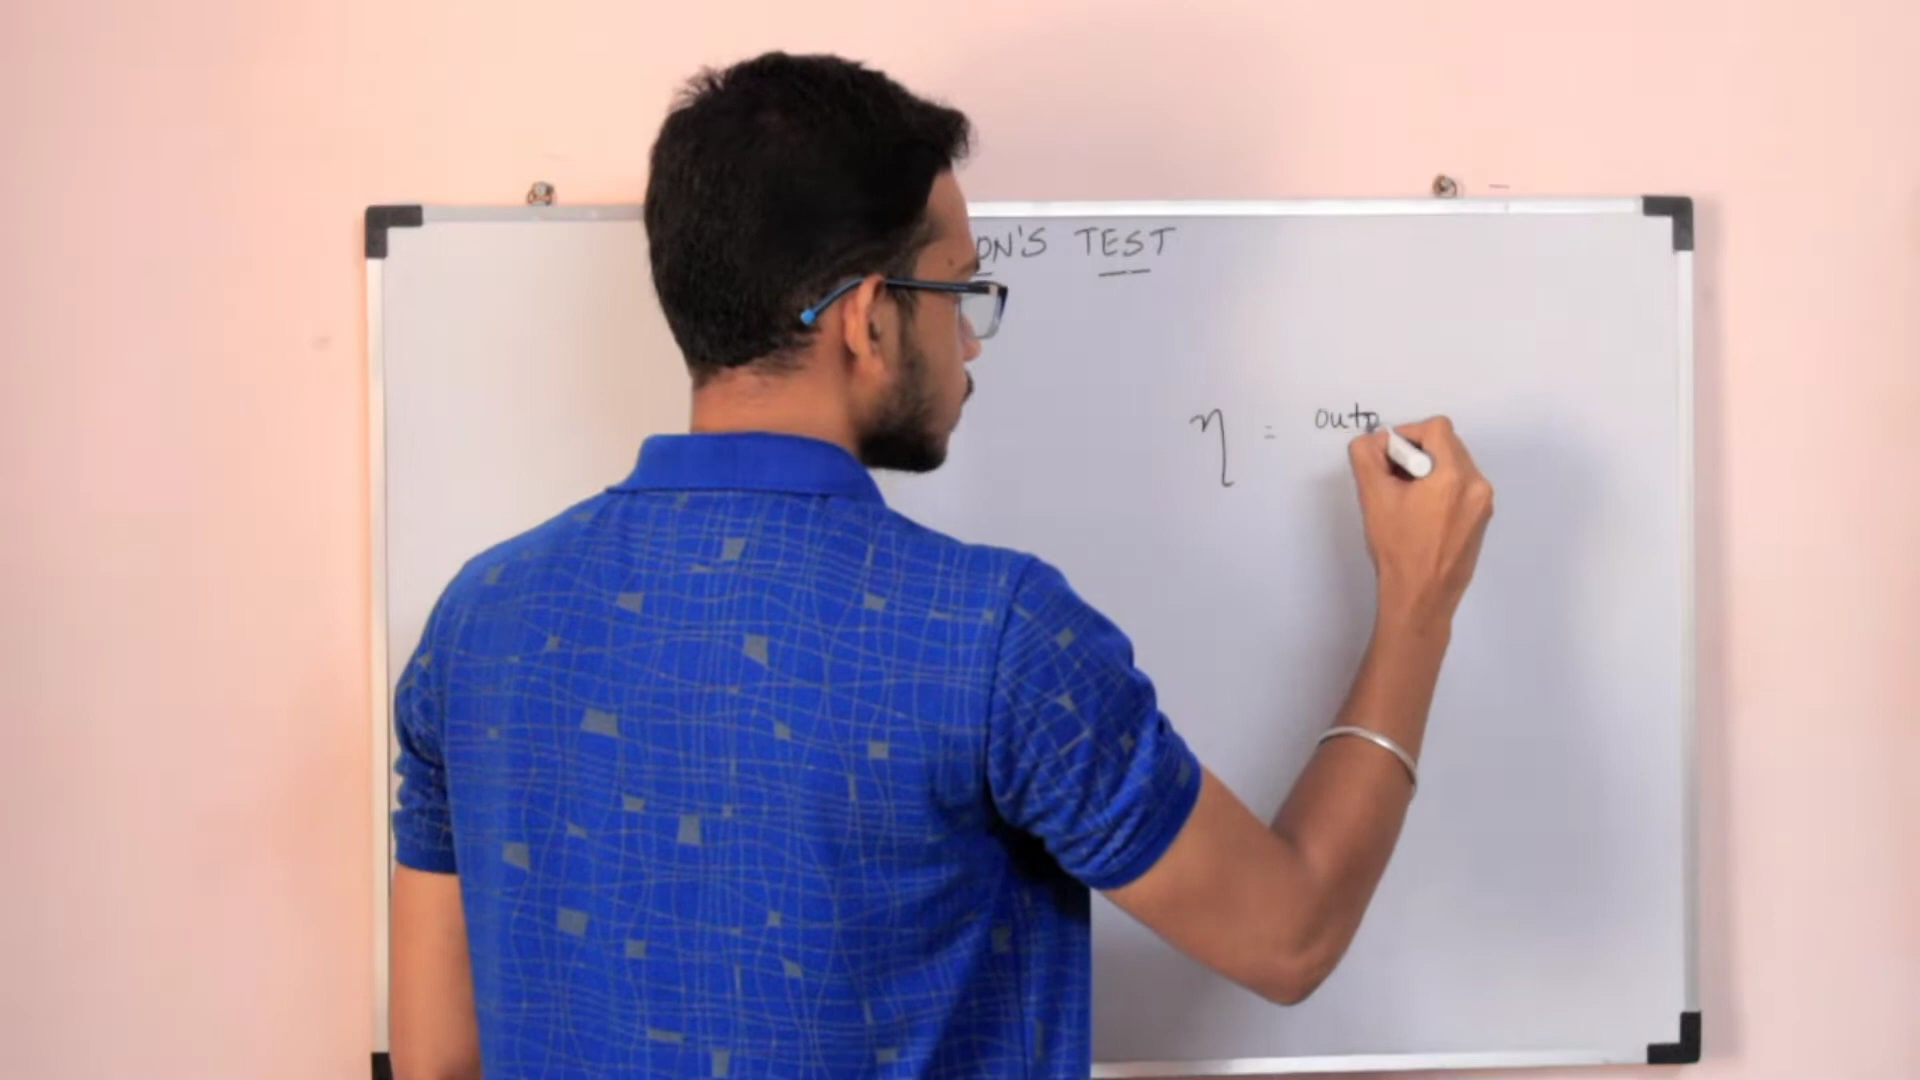 ON'S TEST
η = outp